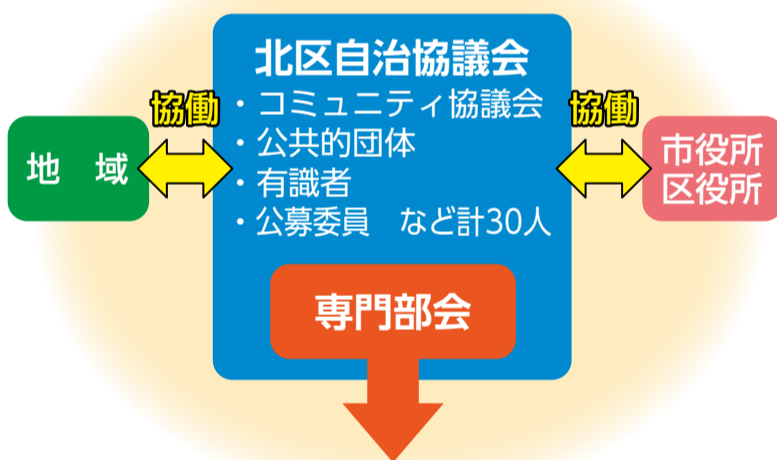 北区自治協議会
協働
・コミュニティ協議会
協働
・公共的団体
地　域
・有識者
市役所
区役所
・公募委員　など計30人
専門部会